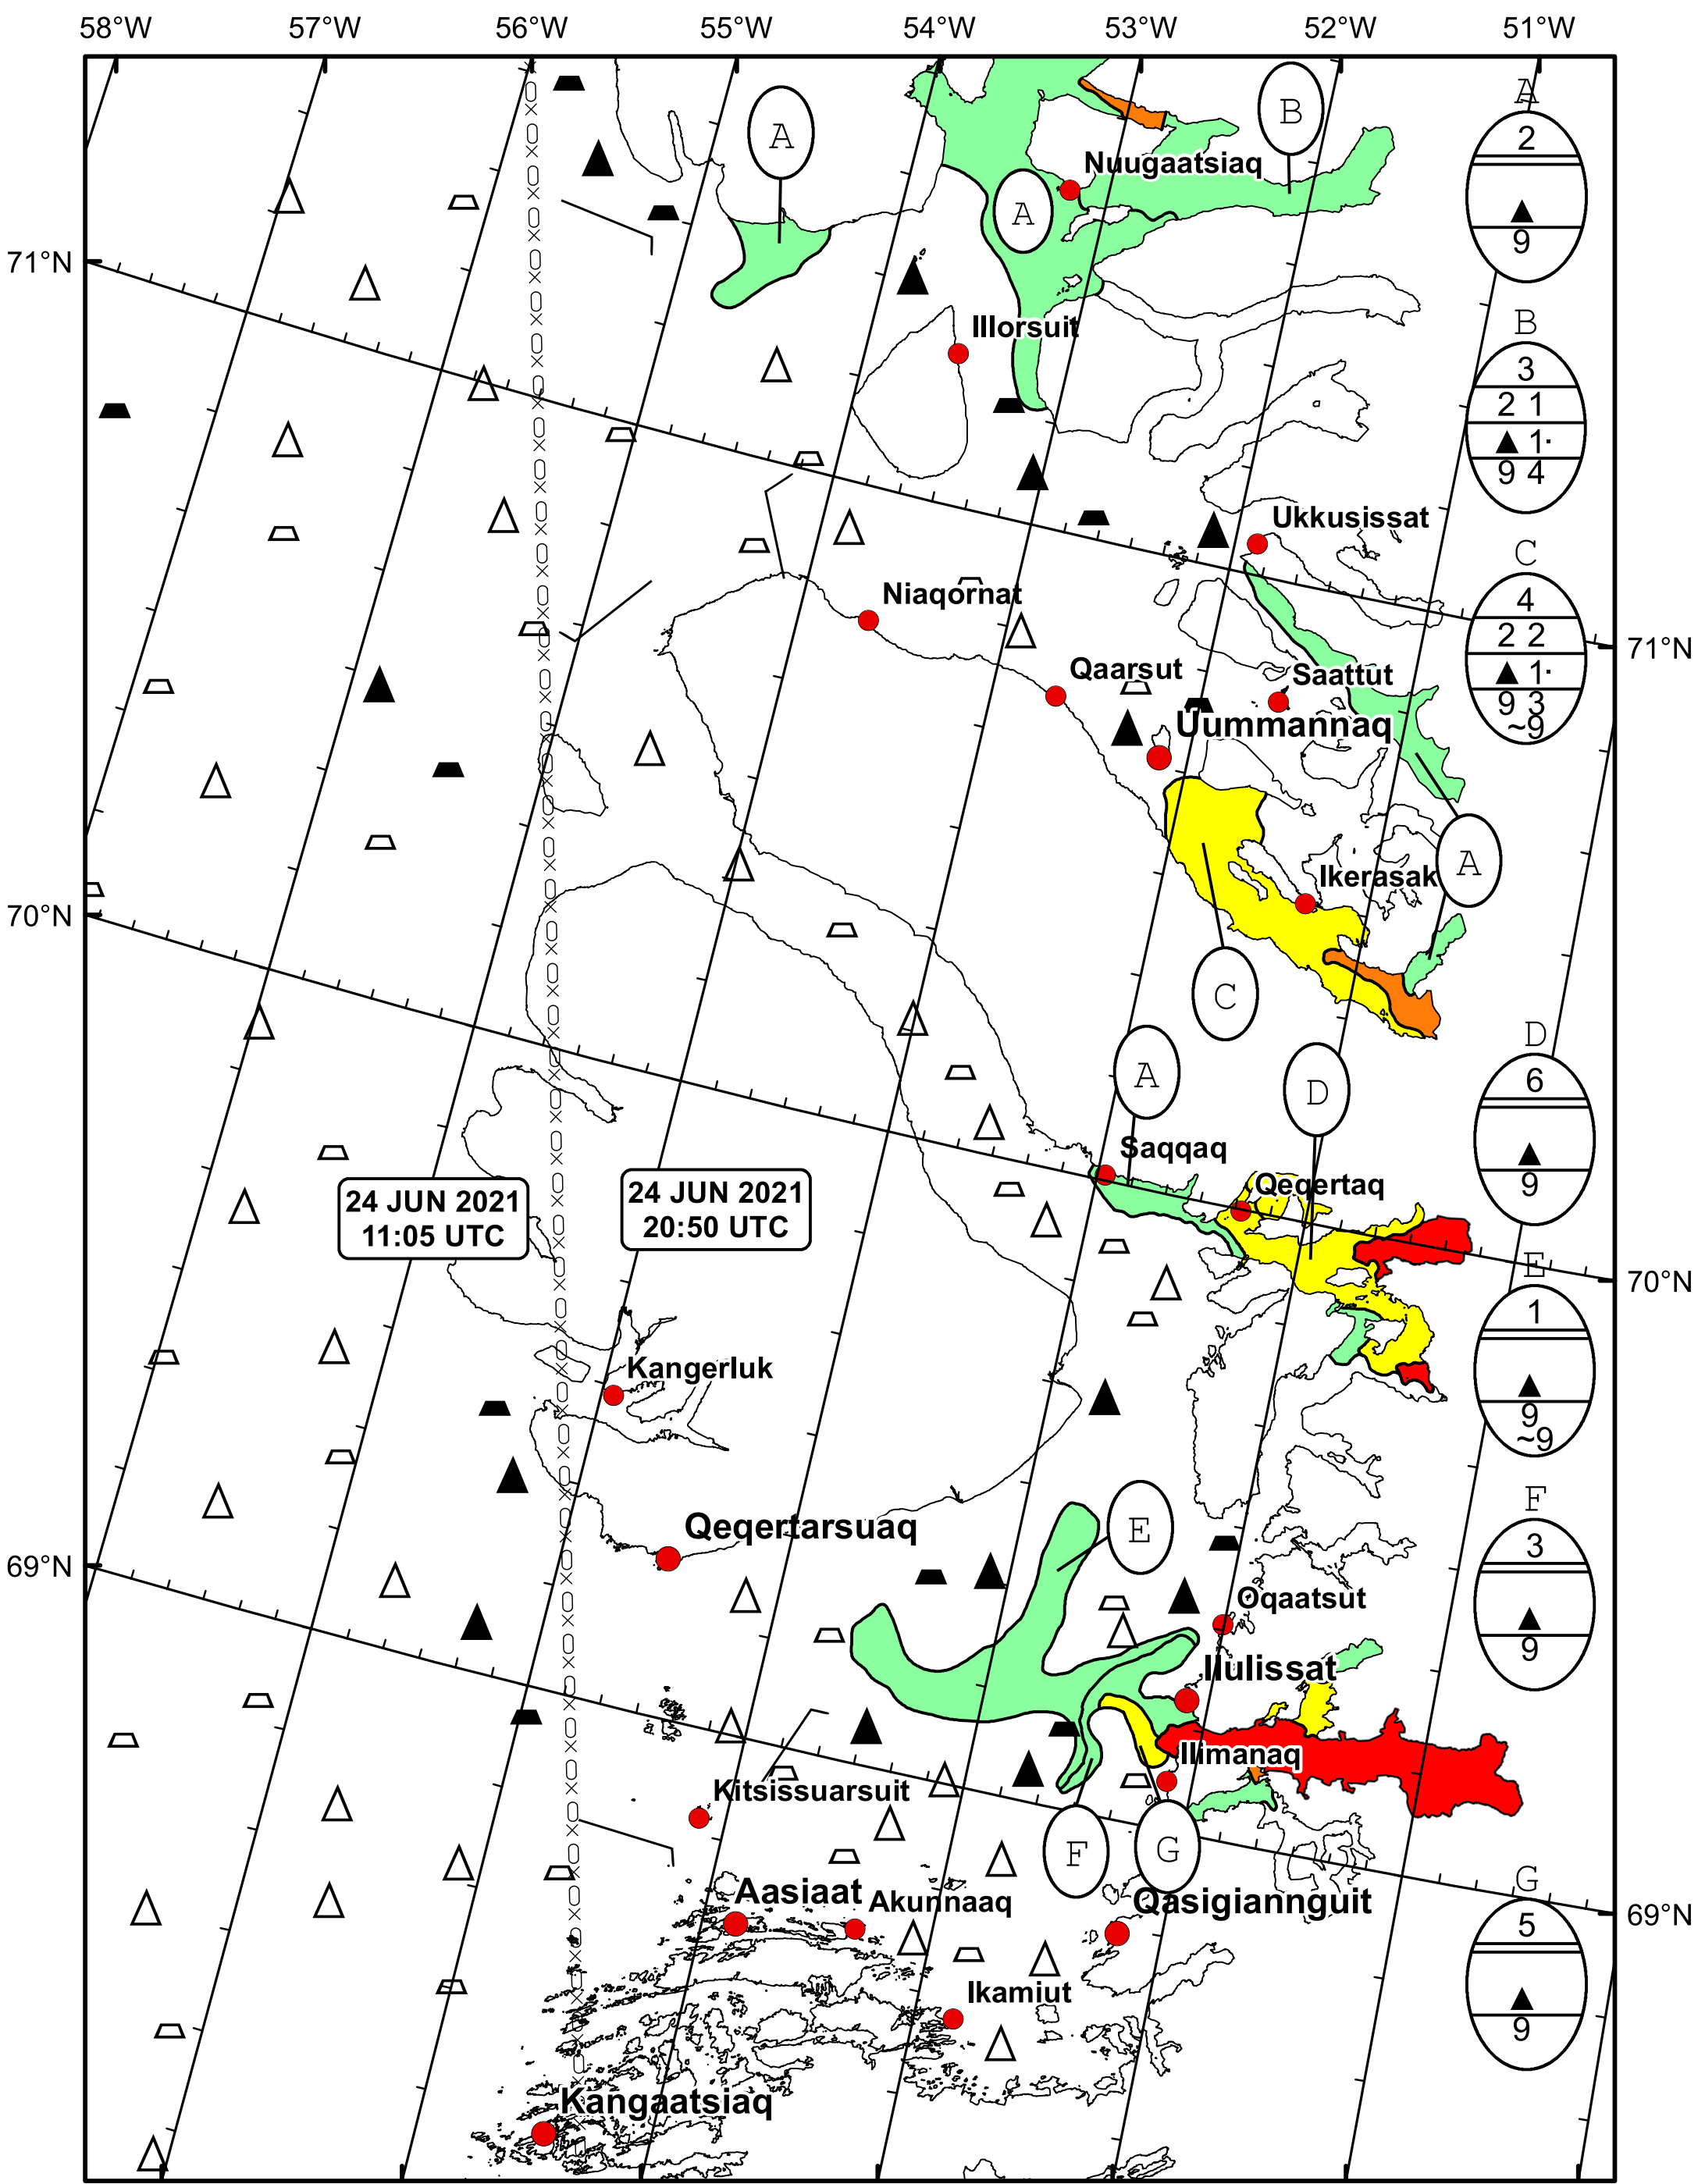 58°W 57°W 56°W 55°W 54°W 53°W 52°W 51°W
A
2
9
B
3
2 1
1·
9 4
C
4
2 2
1·
9 3
~9
D
6
9
E
1
9
~9
F
3
9
G
5
9
A
B
Nuugaatsiaq
A
71°N
Illorsuit
Ukkusissat
Niaqornat
71°N
Qaarsut
Saattut
Uummannaq
A
Ikerasak
70°N
C
A
D
Saqqaq
Qeqertaq
24 JUN 2021
11:05 UTC
24 JUN 2021
20:50 UTC
70°N
Kangerluk
Qeqertarsuaq
E
69°N
Oqaatsut
Ilulissat
Ilimanaq
Kitsissuarsuit
F
G
Aasiaat
Akunnaaq
Qasigiannguit
69°N
Ikamiut
Kangaatsiaq